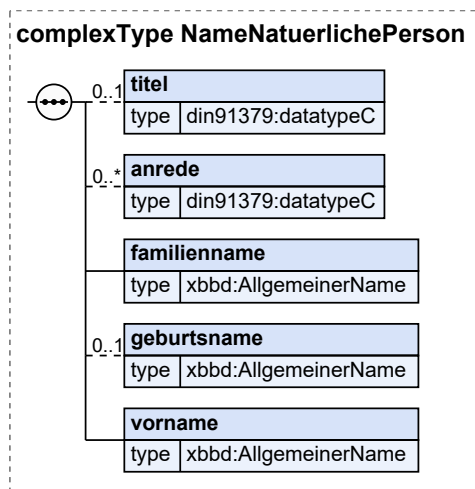 complexType NameNatuerlichePerson
0..1
titel
type din91379:datatypeC
0..*
anrede
type din91379:datatypeC
familienname
type xbbd:AllgemeinerName
0..1
geburtsname
type xbbd:AllgemeinerName
vorname
type xbbd:AllgemeinerName